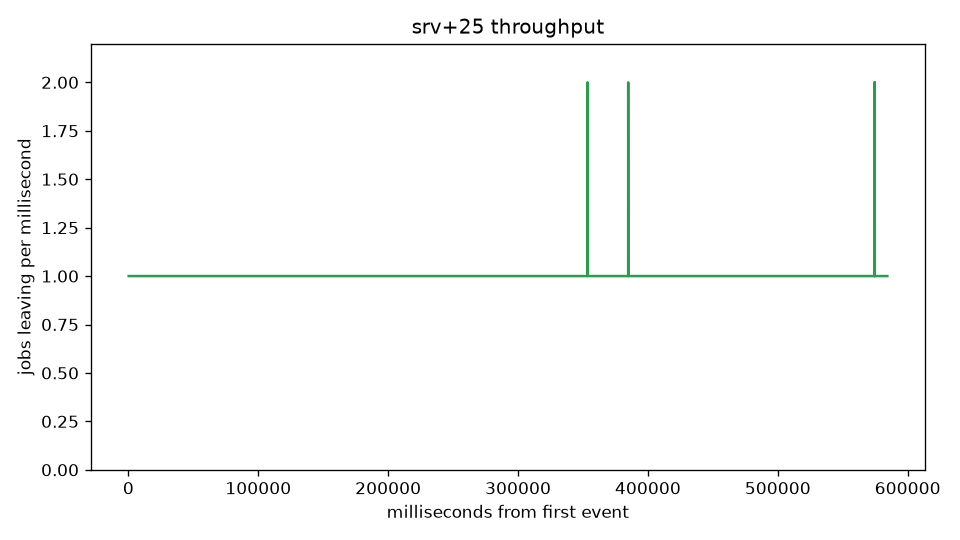 srv+25 throughput
jobs leaving per millisecond
2.00
1.75
1.50
1.25
1.00
0.75
0.50
0.25
0.00
0 100000 200000 300000 400000 500000 600000
milliseconds from first event